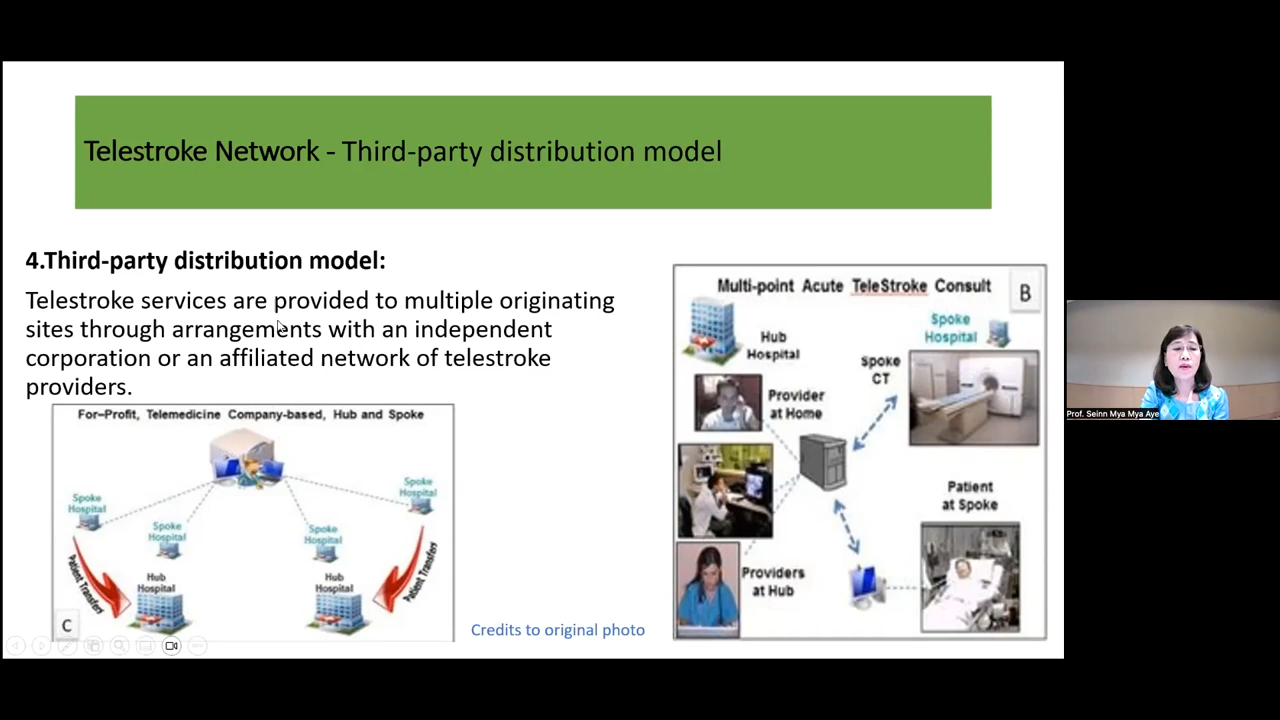 Telestroke Network - Third-party distribution model
4.Third-party distribution model:
Telestroke services are provided to multiple originating
sites through arrangements with an independent
corporation or an affiliated network of telestroke
providers.
For-Profit, Telemedicine Company-based, Hub and Spoke
Spoke
Hospital
Spoke
Hospital
Spoke
Hospital
Spoke
Hospital
Patient Transfers
Hub
Hospital
Hub
Hospital
Patient Transfers
C
Credits to original photo
Multi-point Acute TeleStroke Consult
B
Hub
Hospital
Spoke
Hospital
Spoke
CT
Provider
at Home
Patient
at Spoke
Providers
at Hub
Prof. Seinn Mya Mya Aye